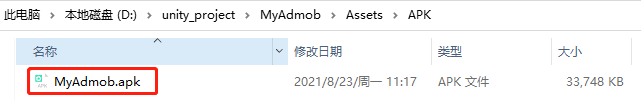 此电脑 > 本地磁盘 (D:) > unity_project > MyAdmob > Assets > APK
名称 修改日期 类型 大小
MyAdmob.apk 2021/8/23/周一 11:17 APK 文件 33,748 KB